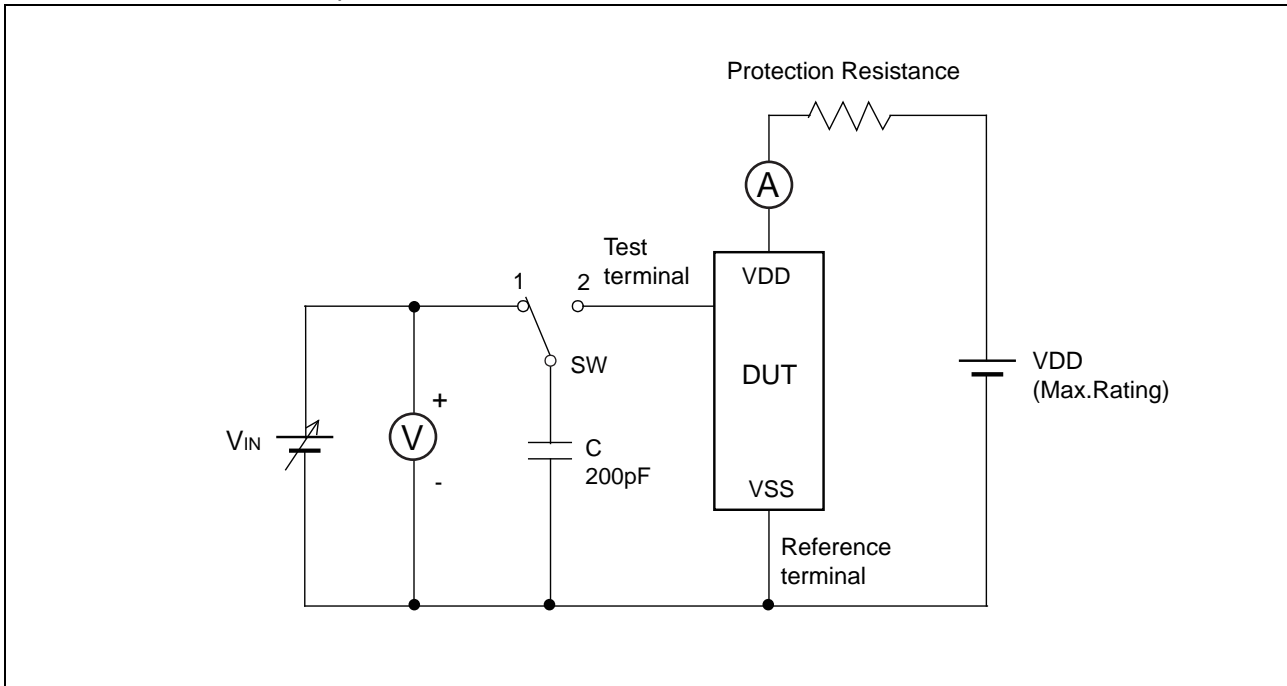 Protection Resistance
A
Test
terminal
1
2
VDD
SW
DUT
VDD
(Max.Rating)
VIN
+
V
-
C
200pF
VSS
Reference
terminal